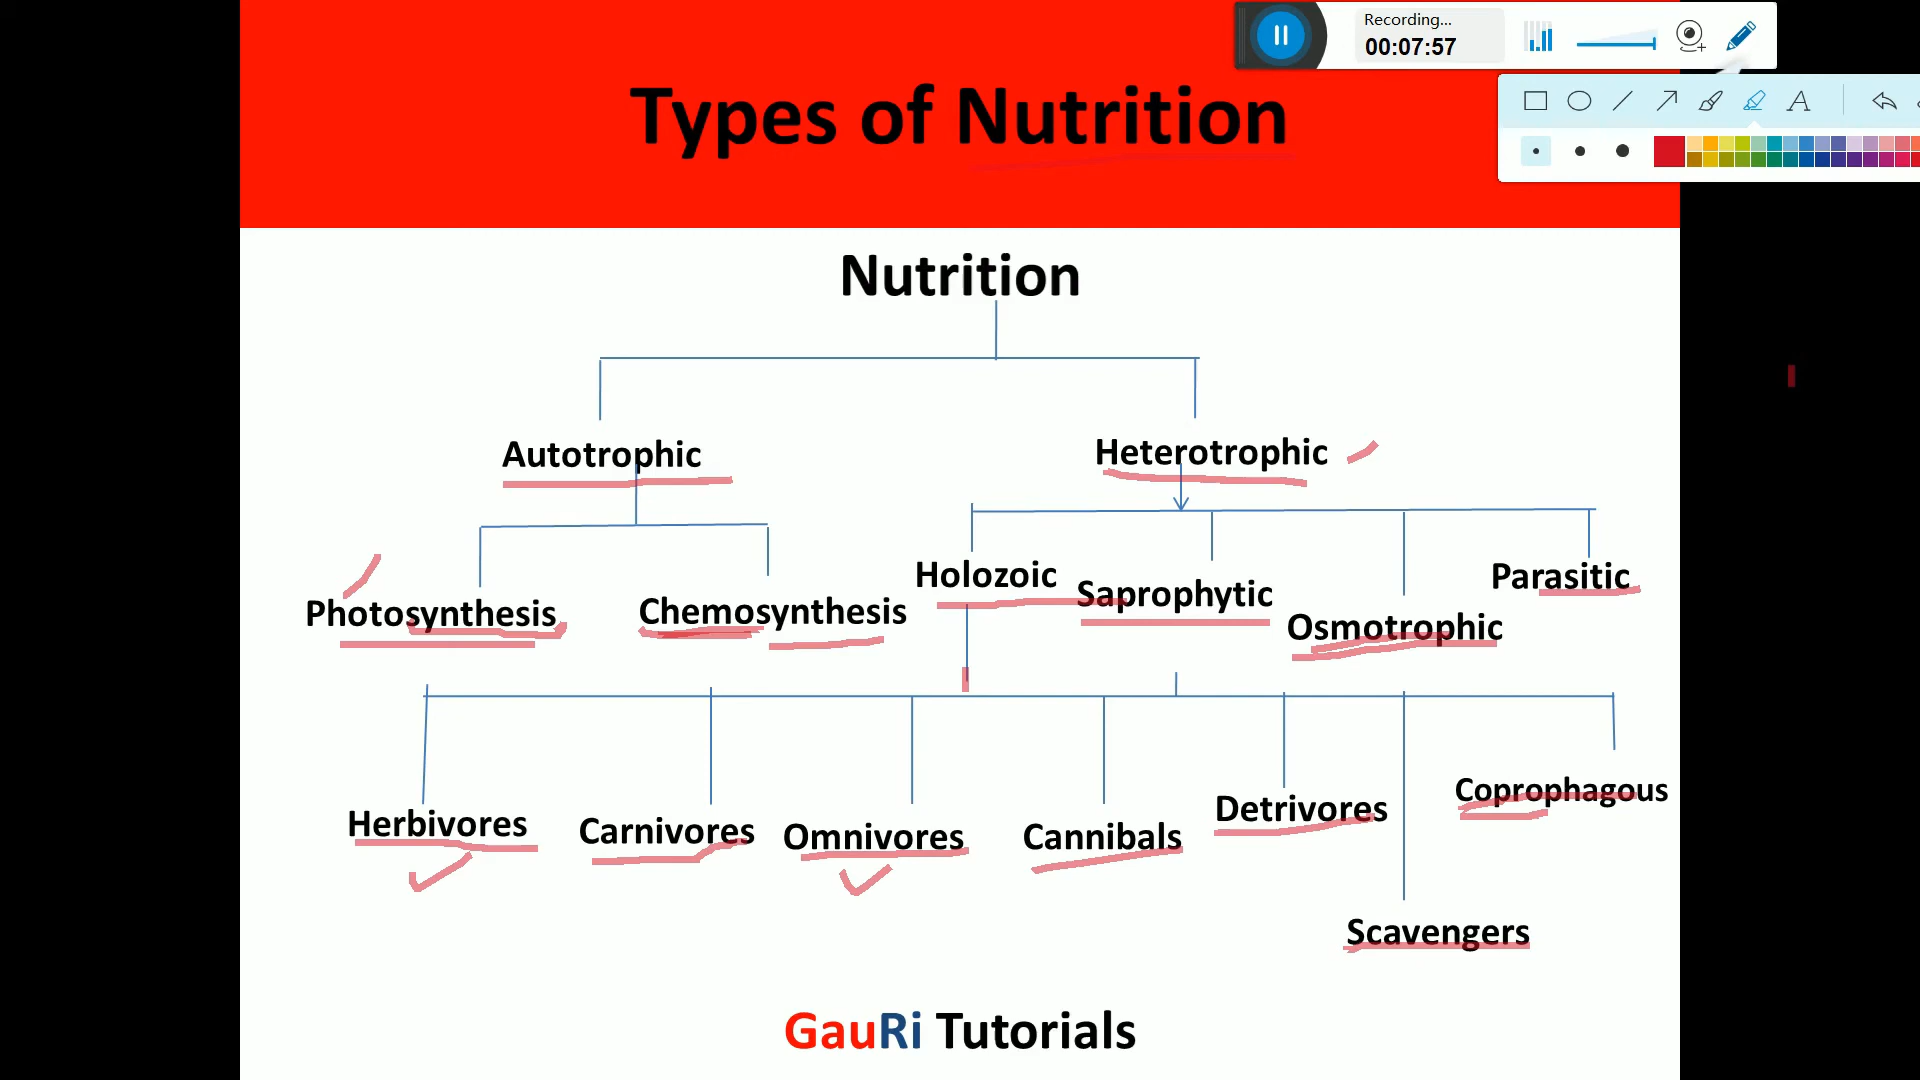 Recording...
00:07:57
A
Types of Nutrition
Nutrition
Autotrophic
Heterotrophic
Photosynthesis
Chemosynthesis
Holozoic
Saprophytic
Osmotrophic
Parasitic
Herbivores
Carnivores
Omnivores
Cannibals
Detrivores
Coprophagous
Scavengers
GauRi Tutorials